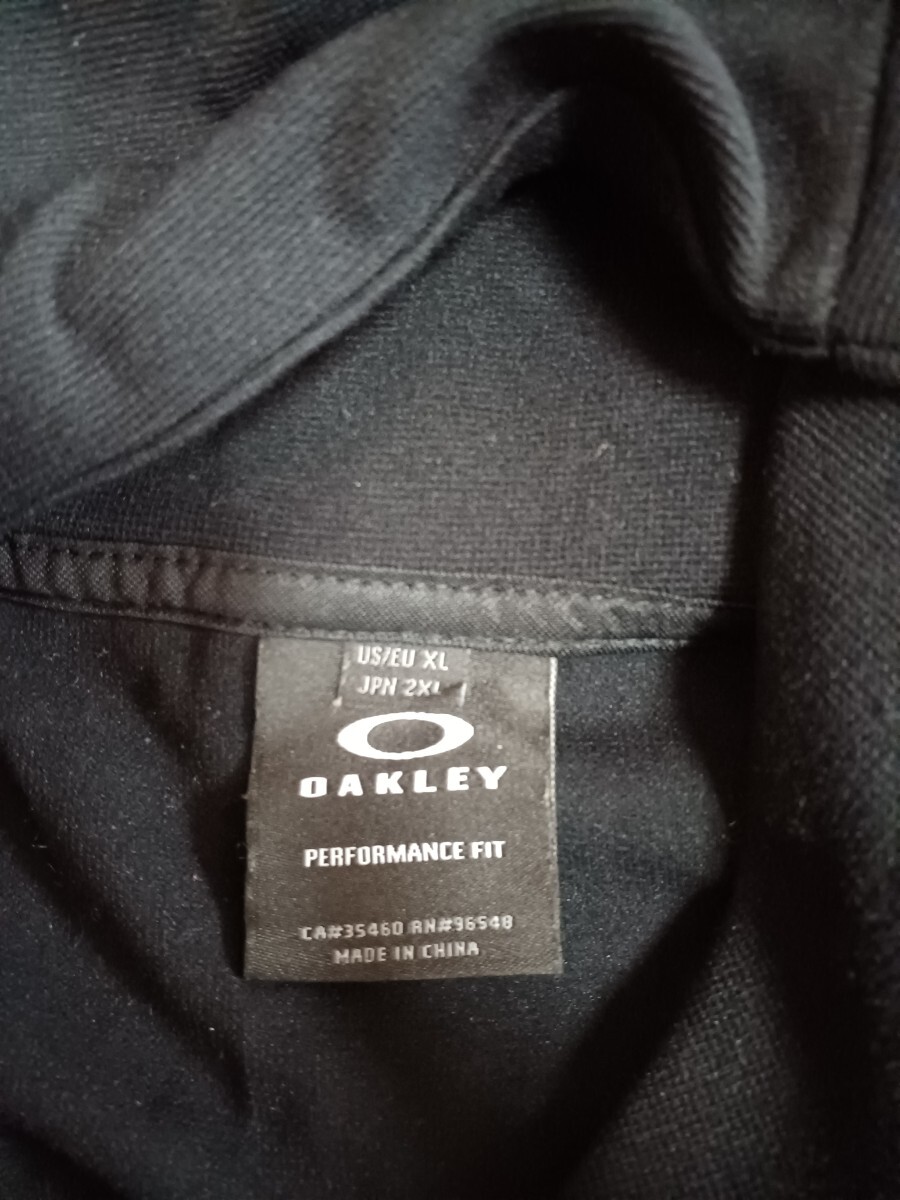 US/EU XL
JPN 2XL
OAKLEY
PERFORMANCE FIT
CA#35460 RN#96548
MADE IN CHINA